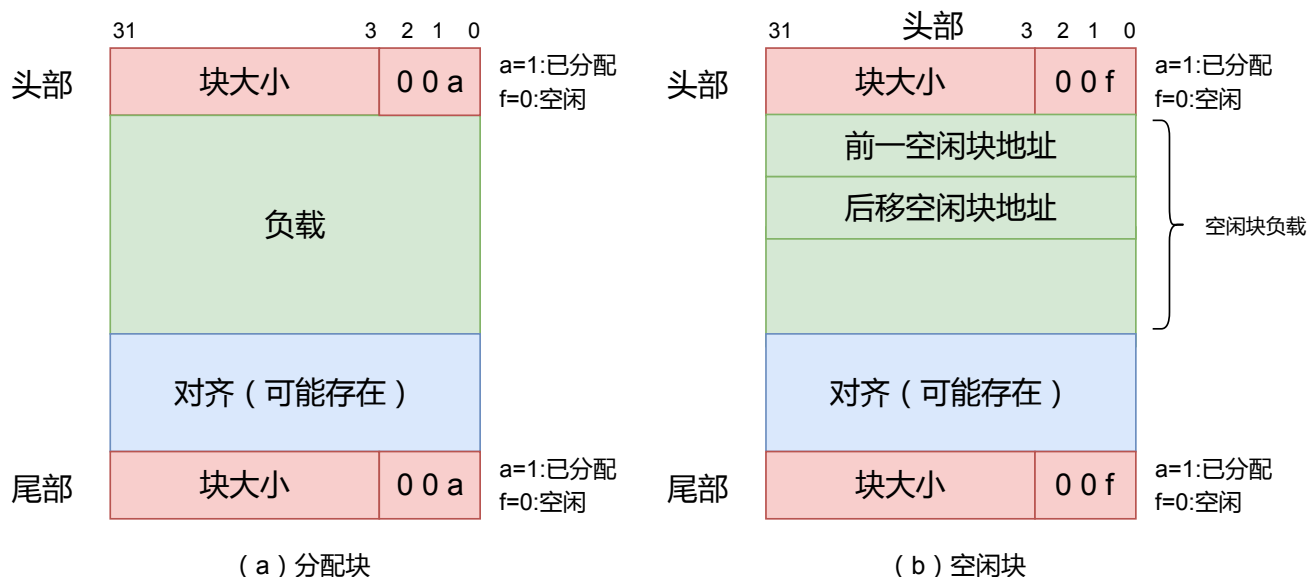 31 3 2 1 0
头部 块大小 0 0 a a=1:已分配
f=0:空闲
负载
对齐（可能存在）
尾部 块大小 0 0 a a=1:已分配
f=0:空闲
（a）分配块
头部
31 3 2 1 0
头部 块大小 0 0 f a=1:已分配
f=0:空闲
前一空闲块地址
后移空闲块地址
空闲块负载
对齐（可能存在）
尾部 块大小 0 0 f a=1:已分配
f=0:空闲
（b）空闲块